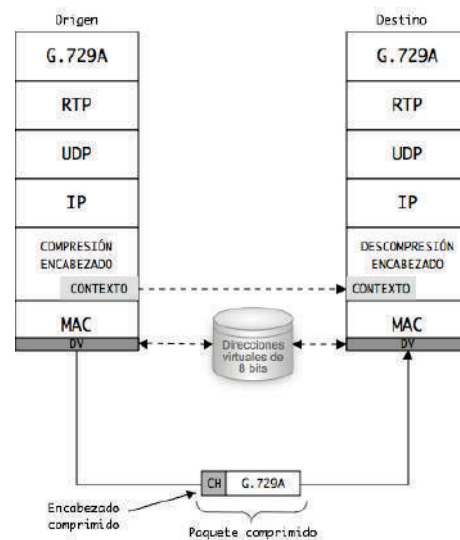 Origen
Destino
G.729A
G.729A
RTP
RTP
UDP
UDP
IP
IP
COMPRESIÓN
ENCABEZADO
DESCOMPRESIÓN
ENCABEZADO
CONTEXTO
CONTEXTO
MAC
MAC
DV
DV
Direcciones
virtuales de
8 bits
CH
G.729A
Encabezado
comprimido
Paquete comprimido